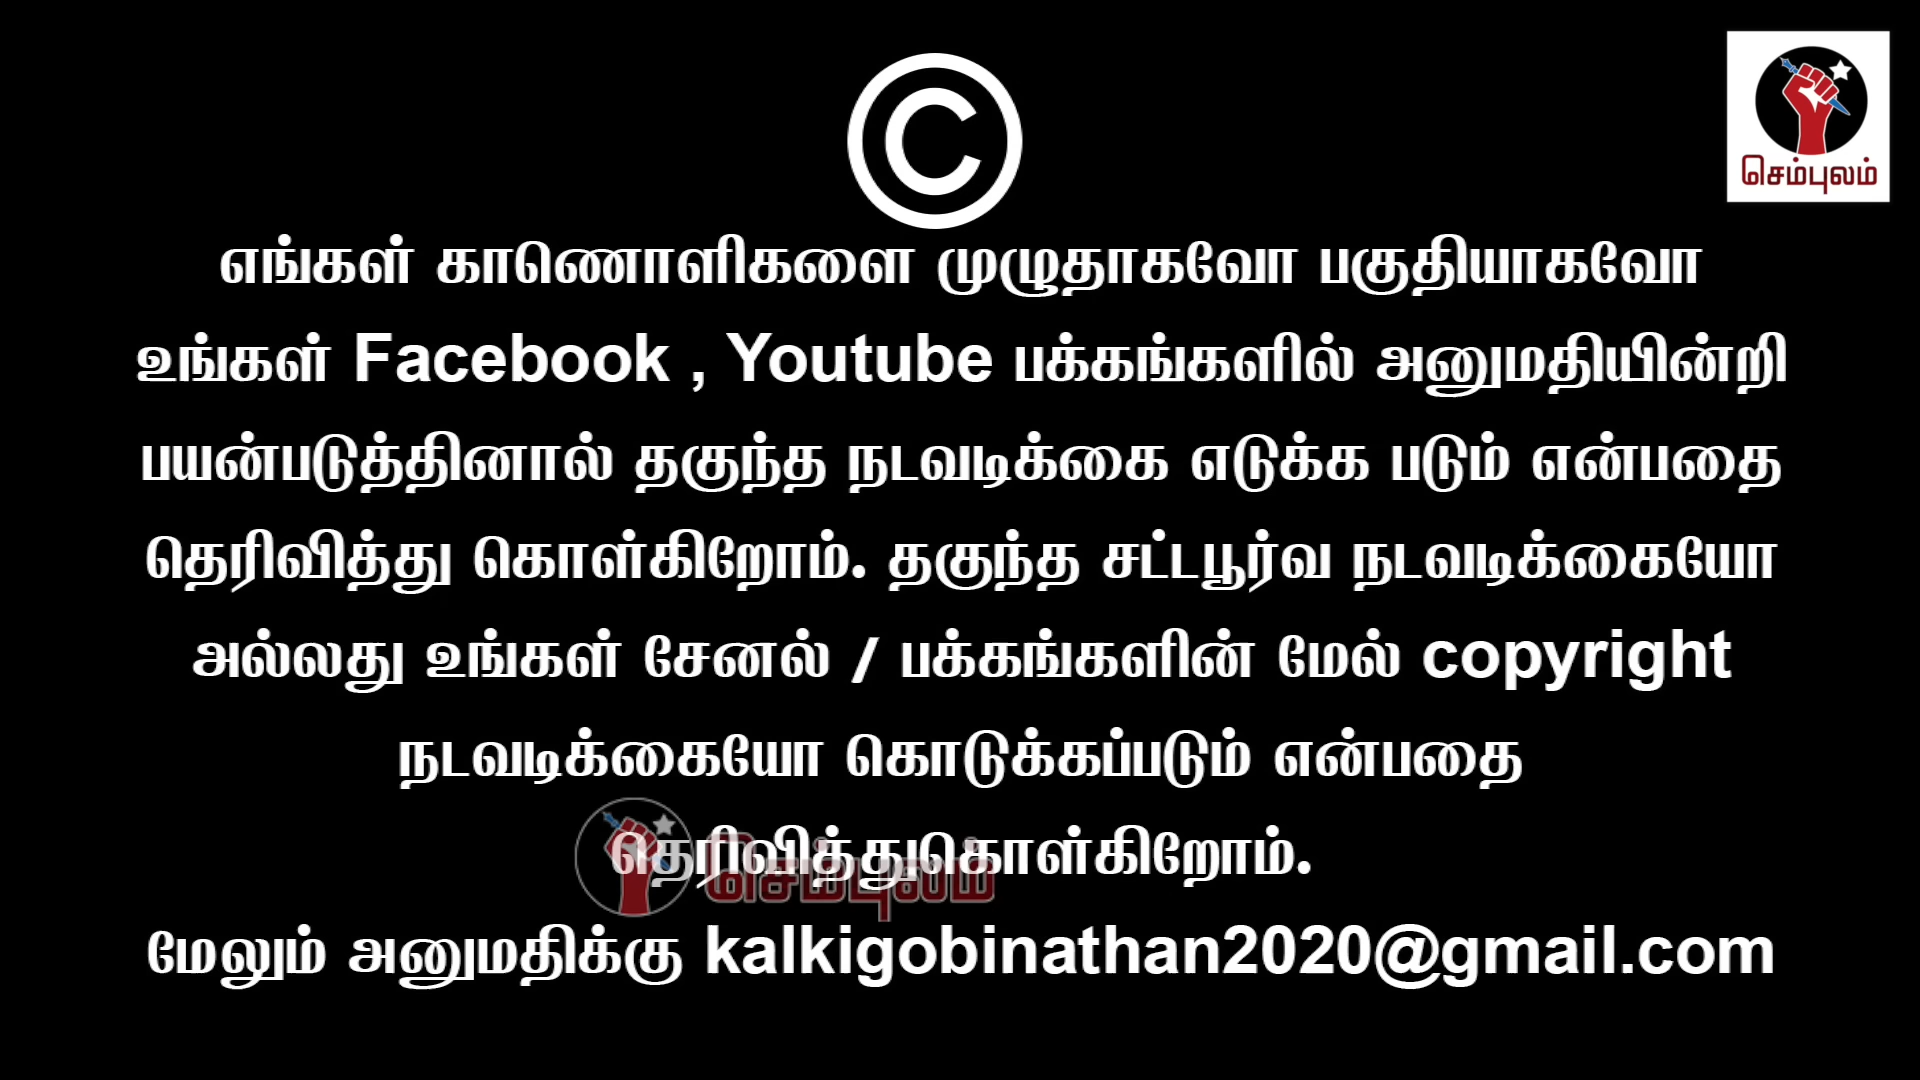 ©
செம்புலம்
எங்கள் காணொளிகளை முழுதாகவோ பகுதியாகவோ
உங்கள் Facebook , Youtube பக்கங்களில் அனுமதியின்றி
பயன்படுத்தினால் தகுந்த நடவடிக்கை எடுக்க படும் என்பதை
தெரிவித்து கொள்கிறோம். தகுந்த சட்டபூர்வ நடவடிக்கையோ
அல்லது உங்கள் சேனல் / பக்கங்களின் மேல் copyright
நடவடிக்கையோ கொடுக்கப்படும் என்பதை
தெரிவித்துகொள்கிறோம்.
செம்புலம்
மேலும் அனுமதிக்கு kalkigobinathan2020@gmail.com